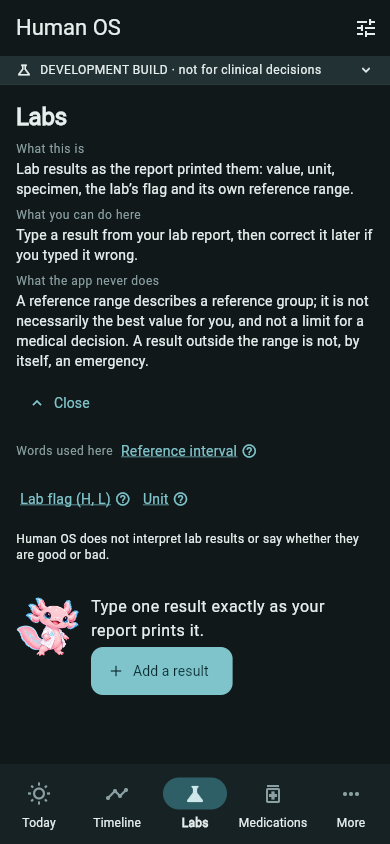 Human OS
DEVELOPMENT BUILD · not for clinical decisions
Labs
What this is
Lab results as the report printed them: value, unit,
specimen, the lab's flag and its own reference range.
What you can do here
Type a result from your lab report, then correct it later if
you typed it wrong.
What the app never does
A reference range describes a reference group; it is not
necessarily the best value for you, and not a limit for a
medical decision. A result outside the range is not, by
itself, an emergency.
Close
Words used here Reference interval ?
Lab flag (H, L) ? Unit ?
Human OS does not interpret lab results or say whether they
are good or bad.
Type one result exactly as your
report prints it.
+ Add a result
Today Timeline Labs Medications More